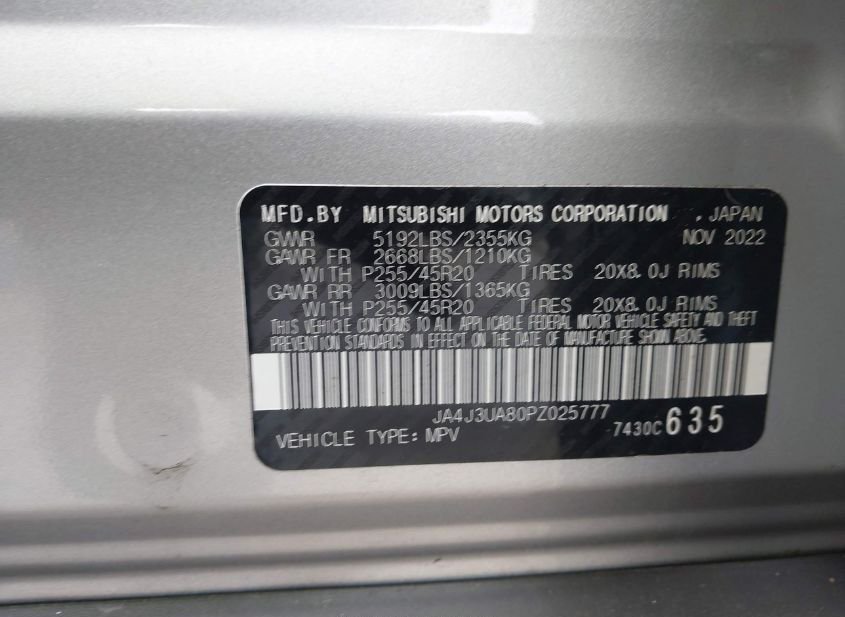 MFD.BY MITSUBISHI MOTORS CORPORATION , JAPAN
GVWR 5192LBS/2355KG NOV 2022
GAWR FR 2668LBS/1210KG
WITH P255/45R20 TIRES 20X8.0J RIMS
GAWR RR 3009LBS/1365KG
WITH P255/45R20 TIRES 20X8.0J RIMS
THIS VEHICLE CONFORMS TO ALL APPLICABLE FEDERAL MOTOR VEHICLE SAFETY AND THEFT
PREVENTION STANDARDS IN EFFECT ON THE DATE OF MANUFACTURE SHOWN ABOVE.
JA4J3UA80PZ025777
VEHICLE TYPE: MPV 7430C 635